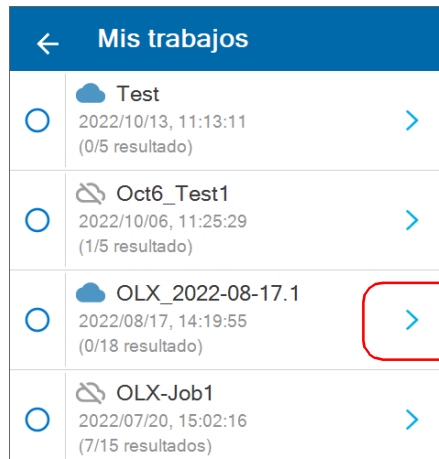 Mis trabajos
Test
2022/10/13, 11:13:11
(0/5 resultado)
Oct6_Test1
2022/10/06, 11:25:29
(1/5 resultado)
OLX_2022-08-17.1
2022/08/17, 14:19:55
(0/18 resultado)
OLX-Job1
2022/07/20, 15:02:16
(7/15 resultados)